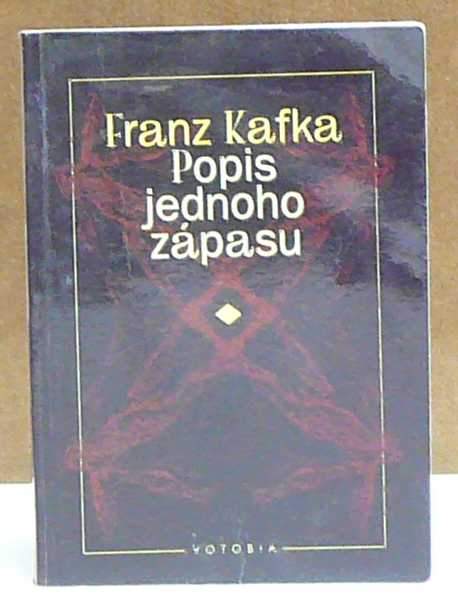 Franz Kafka
Popis
jednoho
zápasu
VOTOBIA